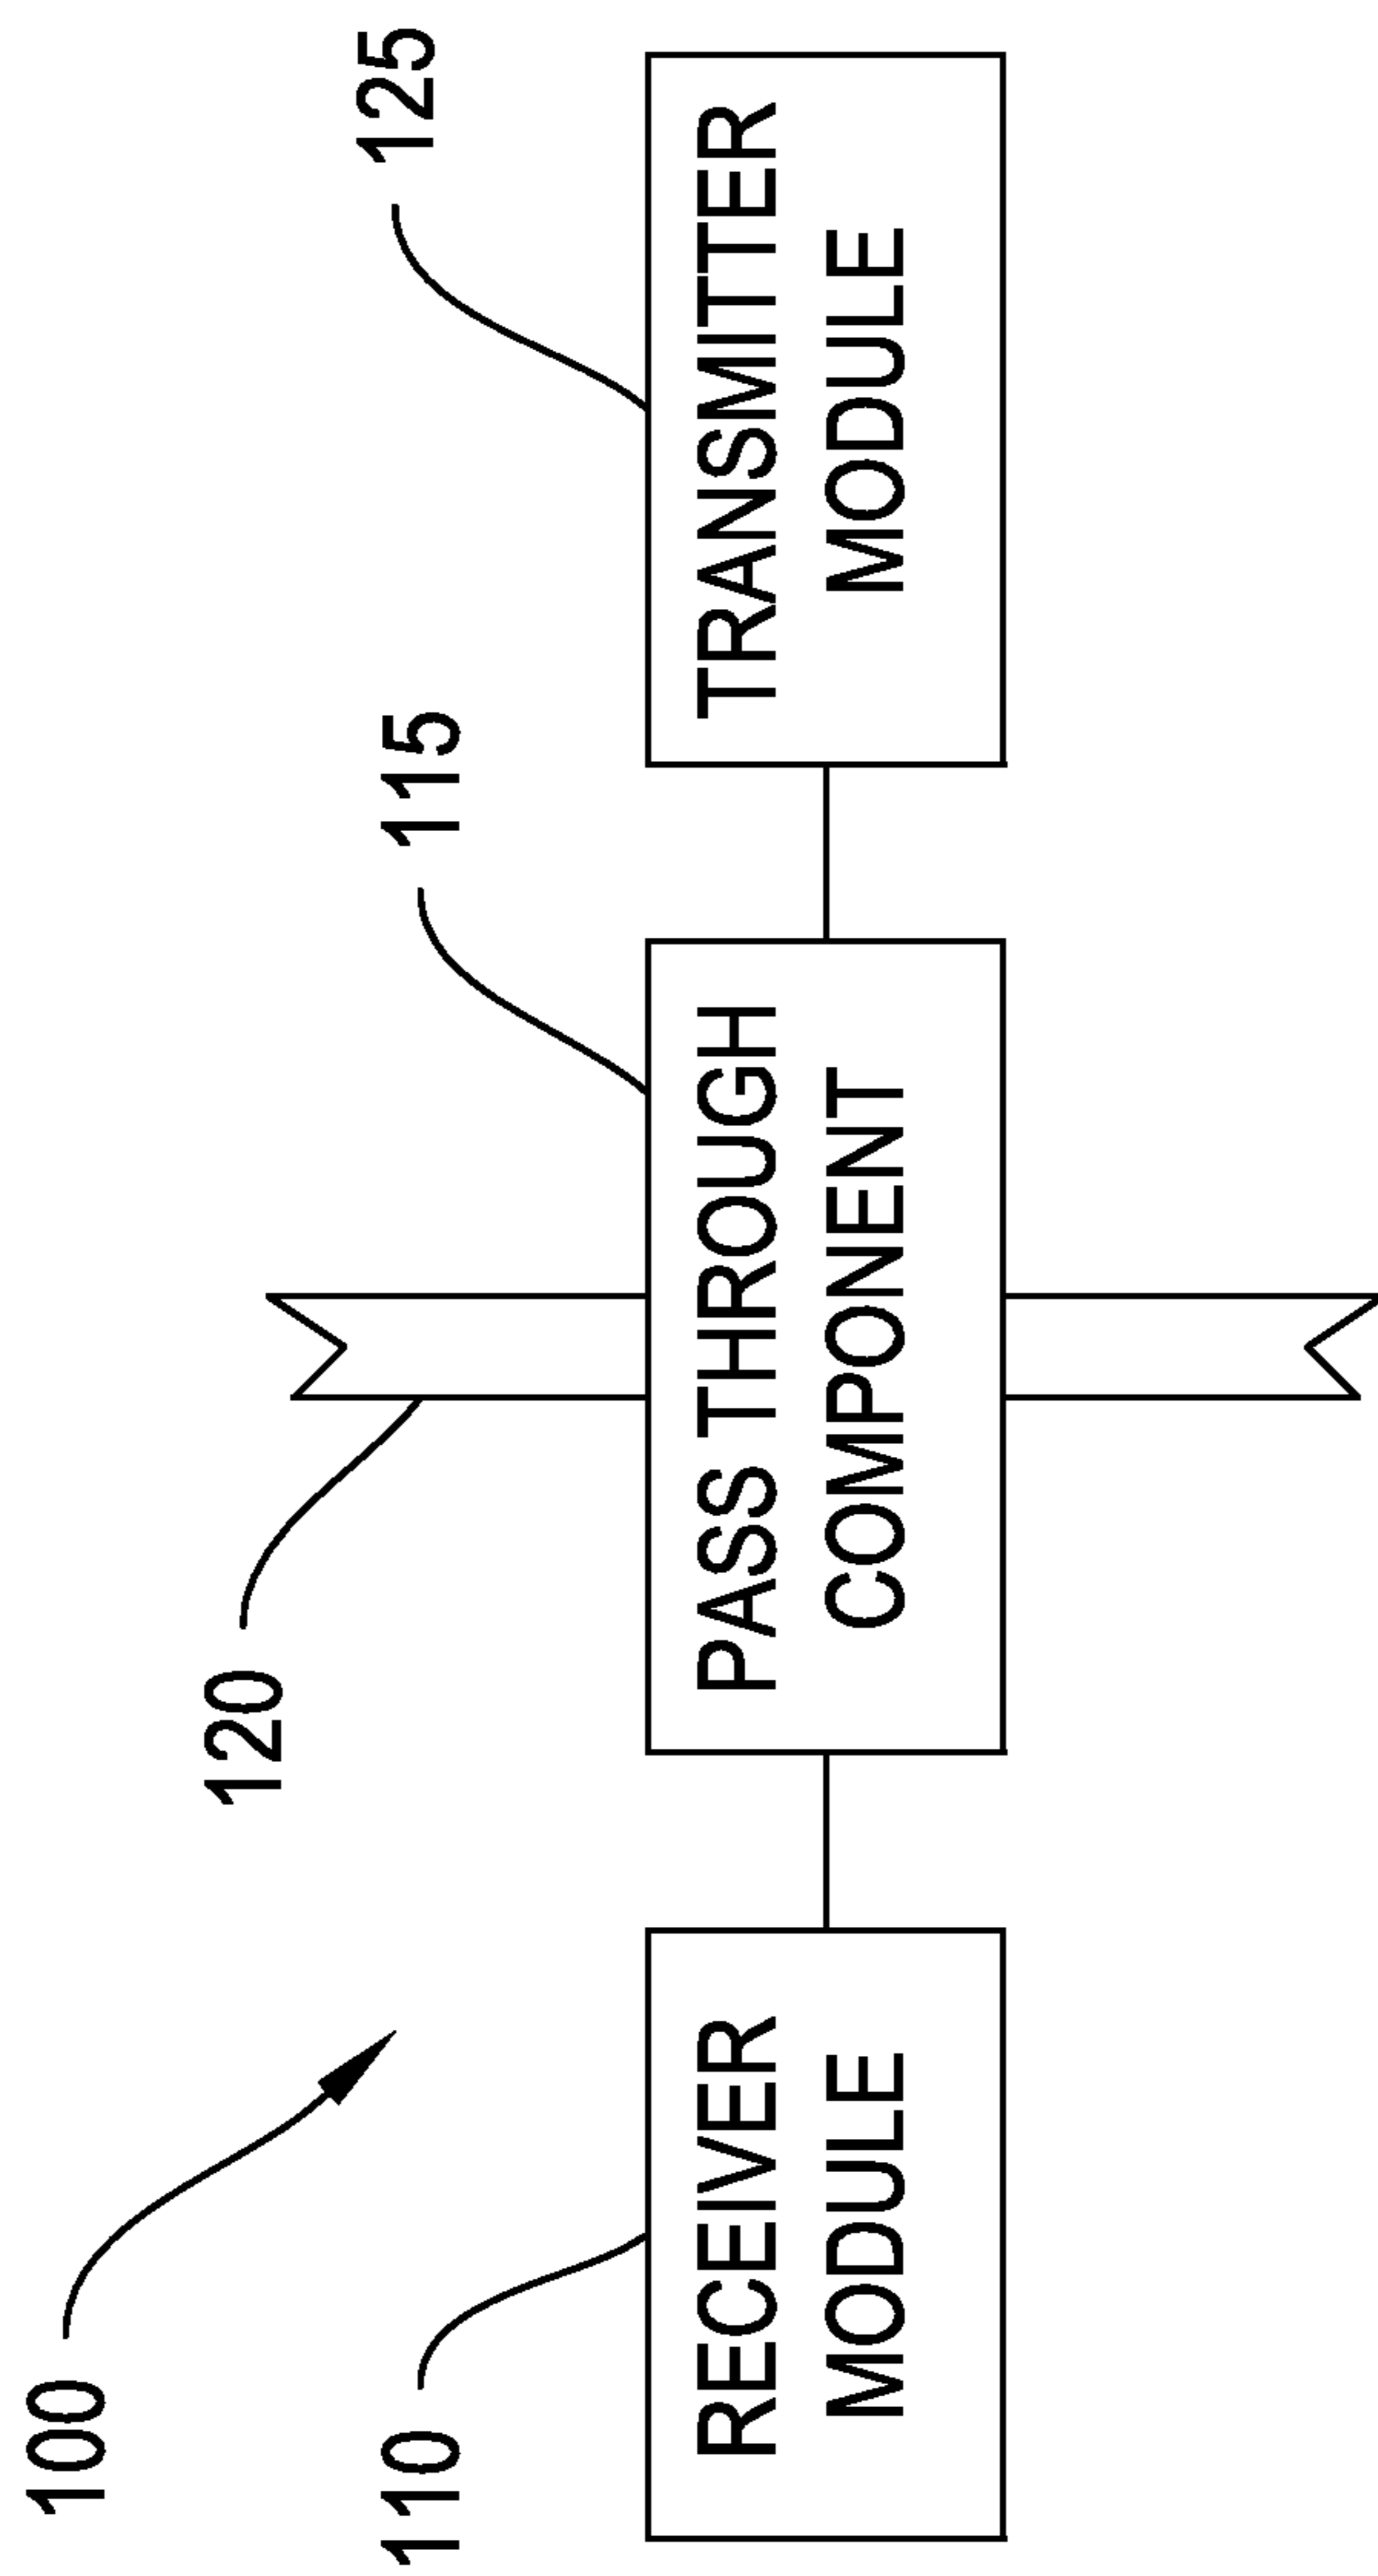 100
110
120
115
125
RECEIVER
MODULE
PASS THROUGH
COMPONENT
TRANSMITTER
MODULE